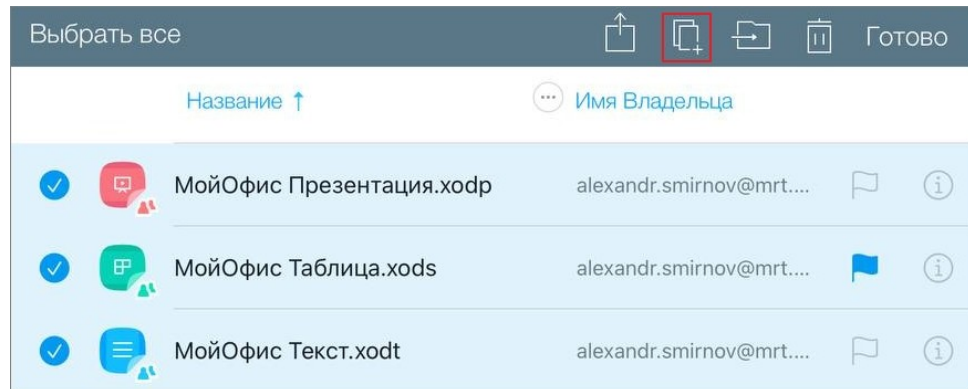 Выбрать все Готово
Название ↑ Имя Владельца
МойОфис Презентация.xodp alexandr.smirnov@mrt....
МойОфис Таблица.xods alexandr.smirnov@mrt....
МойОфис Текст.xodt alexandr.smirnov@mrt....